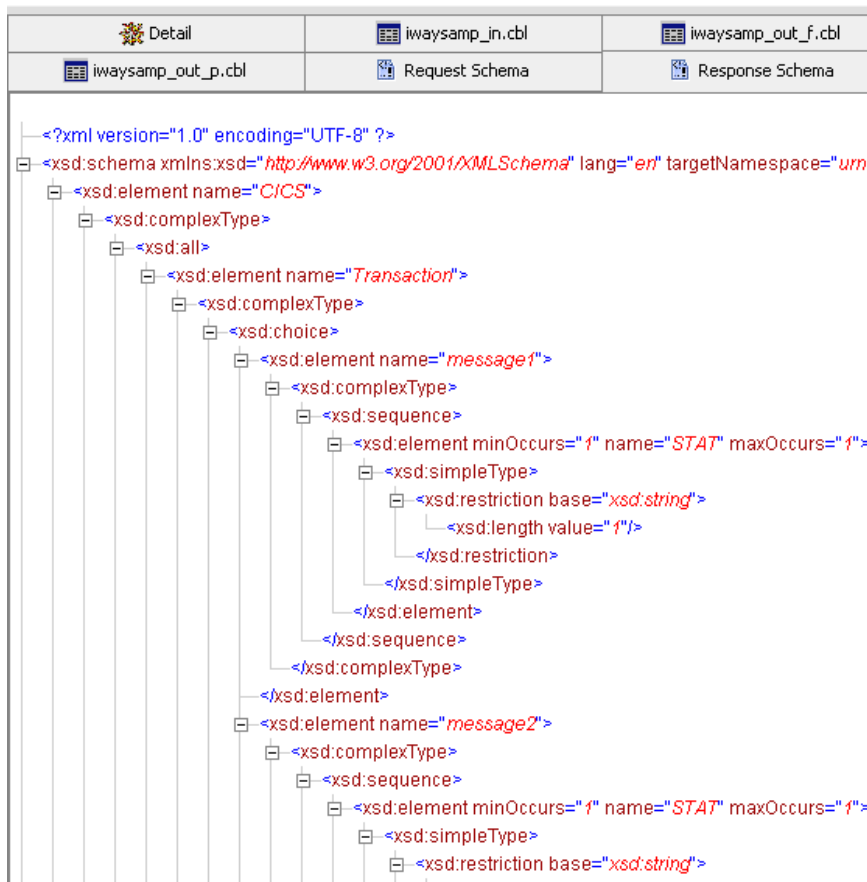 Detail
iwaysamp_in.cbl
iwaysamp_out_f.cbl
iwaysamp_out_p.cbl
Request Schema
Response Schema
<?xml version="1.0" encoding="UTF-8" ?>
<xsd:schema xmlns:xsd="http://www.w3.org/2001/XMLSchema" lang="en" targetNamespace="urn
<xsd:element name="CICS">
<xsd:complexType>
<xsd:all>
<xsd:element name="Transaction">
<xsd:complexType>
<xsd:choice>
<xsd:element name="message1">
<xsd:complexType>
<xsd:sequence>
<xsd:element minOccurs="1" name="STAT" maxOccurs="1">
<xsd:simpleType>
<xsd:restriction base="xsd:string">
<xsd:length value="1"/>
</xsd:restriction>
</xsd:simpleType>
</xsd:element>
</xsd:sequence>
</xsd:complexType>
</xsd:element>
<xsd:element name="message2">
<xsd:complexType>
<xsd:sequence>
<xsd:element minOccurs="1" name="STAT" maxOccurs="1">
<xsd:simpleType>
<xsd:restriction base="xsd:string">